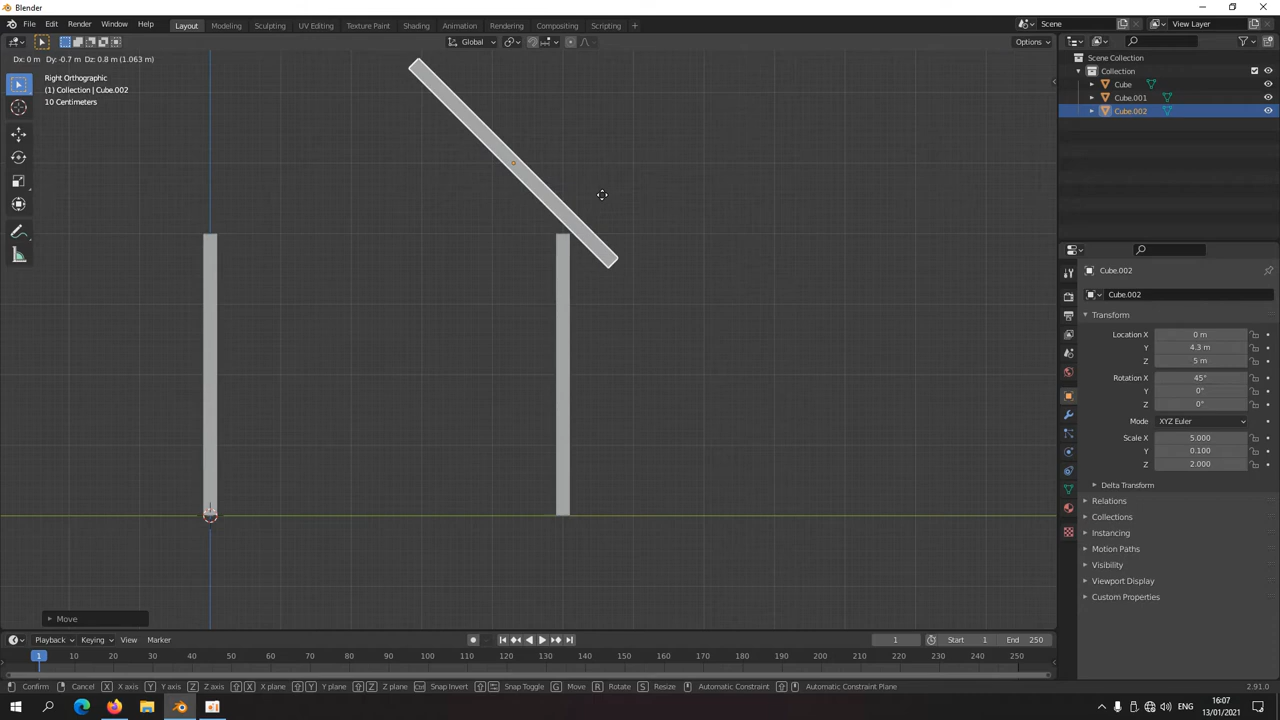 Blender
File Edit Render Window Help Layout Modeling Sculpting UV Editing Texture Paint Shading Animation Rendering Compositing Scripting + Scene View Layer
Global Options
Dx: 0 m Dy: -0.7 m Dz: 0.8 m (1.063 m)
Right Orthographic
(1) Collection | Cube.002
10 Centimeters
Scene Collection
Collection
Cube
Cube.001
Cube.002
Cube.002
Cube.002
Transform
Location X 0 m
Y 4.3 m
Z 5 m
Rotation X 45°
Y 0°
Z 0°
Mode XYZ Euler
Scale X 5.000
Y 0.100
Z 2.000
Delta Transform
Relations
Collections
Instancing
Motion Paths
Visibility
Viewport Display
Custom Properties
Move
Playback Keying View Marker 1 Start 1 End 250
1 10 20 30 40 50 60 70 80 90 100 110 120 130 140 150 160 170 180 190 200 210 220 230 240 250
Confirm Cancel X X axis Y Y axis Z Z axis X X plane Y Y plane Z Z plane Ctrl Snap Invert Snap Toggle G Move R Rotate S Resize Automatic Constraint Automatic Constraint Plane 2.91.0
ENG 16:07
13/01/2021